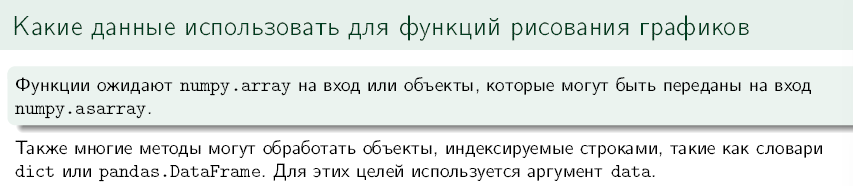 Какие данные использовать для функций рисования графиков
Функции ожидают numpy.array на вход или объекты, которые могут быть переданы на вход
numpy.asarray.
Также многие методы могут обработать объекты, индексируемые строками, такие как словари
dict или pandas.DataFrame. Для этих целей используется аргумент data.